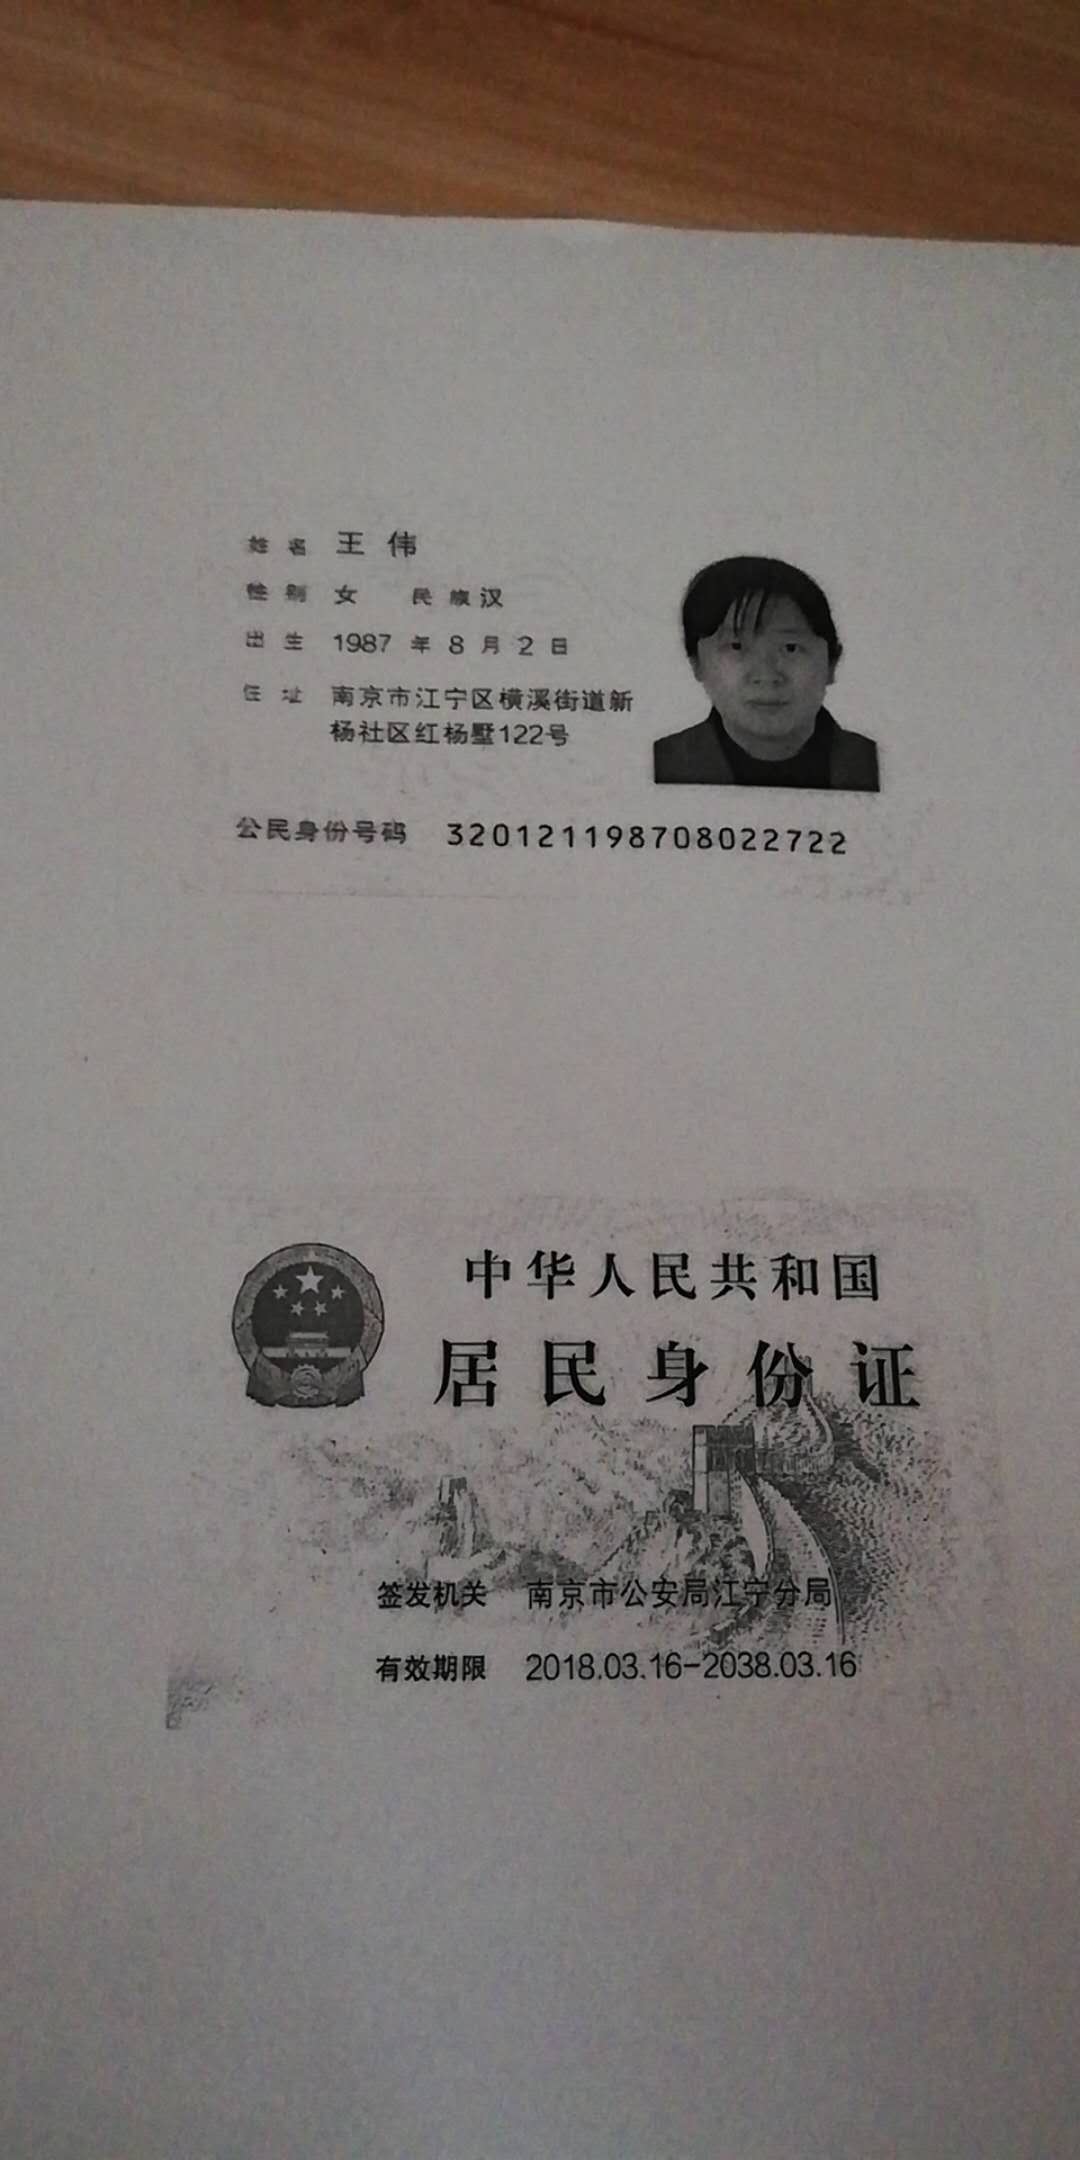 姓名 王伟
性别 女 民族 汉
出生 1987 年 8 月 2 日
住址 南京市江宁区横溪街道新
杨社区红杨墅122号
公民身份号码 320121198708022722
中华人民共和国
居民身份证
签发机关 南京市公安局江宁分局
有效期限 2018.03.16-2038.03.16